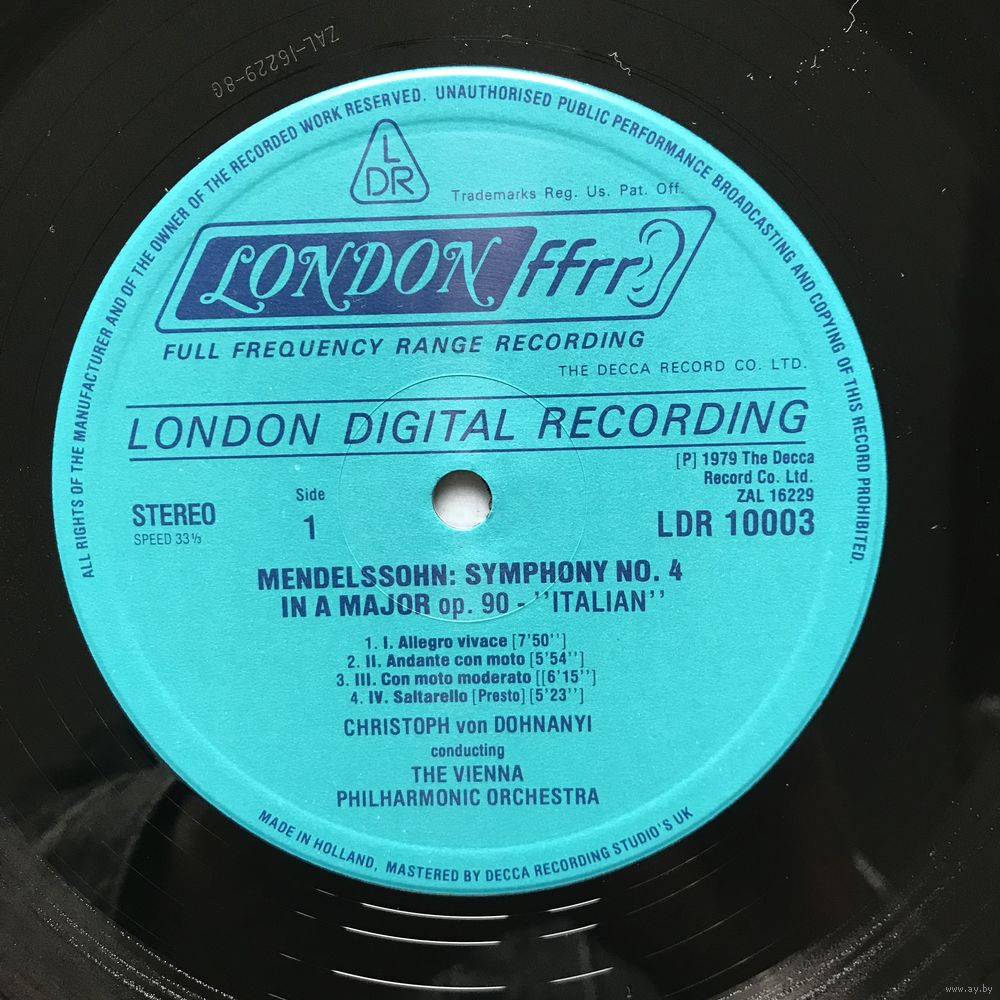 ZAL-16229-8G
ALL RIGHTS OF THE MANUFACTURER AND OF THE OWNER OF THE RECORDED WORK RESERVED. UNAUTHORISED PUBLIC PERFORMANCE BROADCASTING AND COPYING OF THIS RECORD PROHIBITED.
L
DR
Trademarks Reg. Us. Pat. Off.
LONDON ffrr
FULL FREQUENCY RANGE RECORDING
THE DECCA RECORD CO. LTD.
LONDON DIGITAL RECORDING
[P] 1979 The Decca
Record Co. Ltd.
ZAL 16229
LDR 10003
Side
1
STEREO
SPEED 33⅓
MENDELSSOHN: SYMPHONY NO. 4
IN A MAJOR op. 90 - ''ITALIAN''
1. I. Allegro vivace [7'50'']
2. II. Andante con moto [5'54'']
3. III. Con moto moderato [[6'15'']
4. IV. Saltarello [Presto] [5'23'']
CHRISTOPH von DOHNANYI
conducting
THE VIENNA
PHILHARMONIC ORCHESTRA
MADE IN HOLLAND, MASTERED BY DECCA RECORDING STUDIO'S UK
www.ay.by